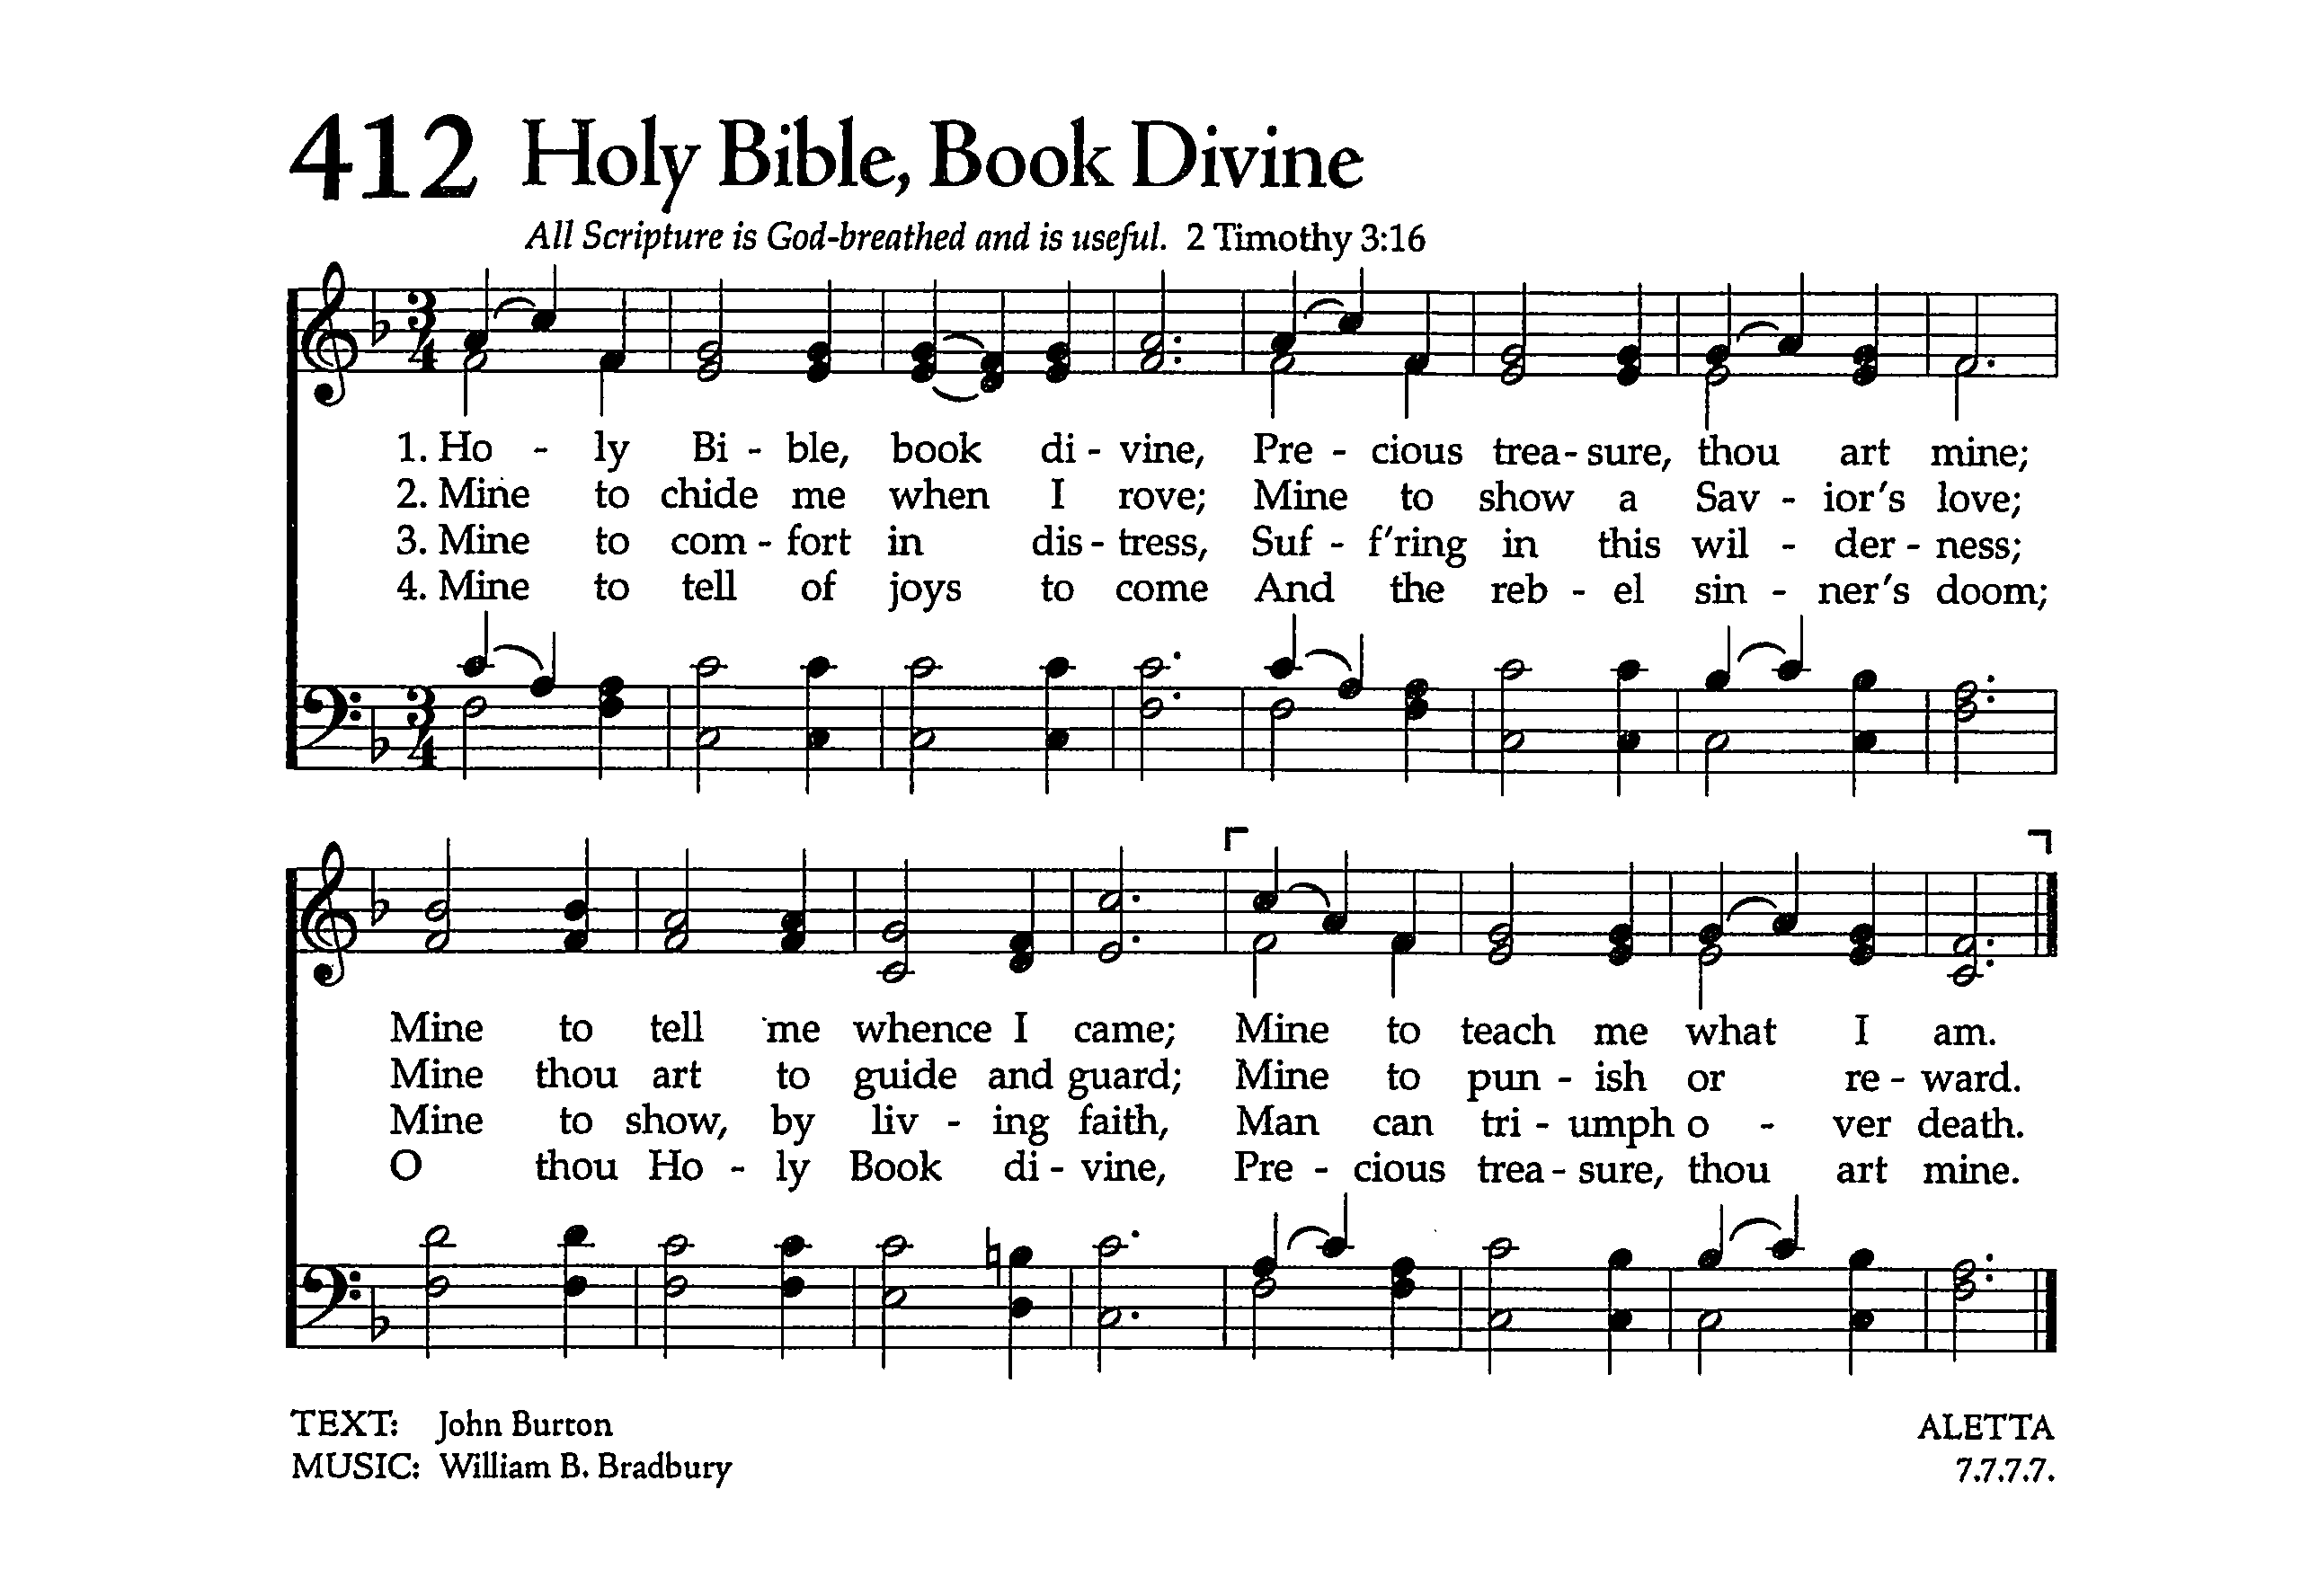 412 Holy Bible, Book Divine
All Scripture is God-breathed and is useful. 2 Timothy 3:16
3 4
1. Ho - ly Bi - ble, book di - vine, Pre - cious trea - sure, thou art mine;
2. Mine to chide me when I rove; Mine to show a Sav - ior's love;
3. Mine to com - fort in dis - tress, Suf - f'ring in this wil - der - ness;
4. Mine to tell of joys to come And the reb - el sin - ner's doom;
3 4
Mine to tell me whence I came; Mine to teach me what I am.
Mine thou art to guide and guard; Mine to pun - ish or re - ward.
Mine to show, by liv - ing faith, Man can tri - umph o - ver death.
O thou Ho - ly Book di - vine, Pre - cious trea - sure, thou art mine.
TEXT: John Burton ALETTA
MUSIC: William B. Bradbury 7.7.7.7.